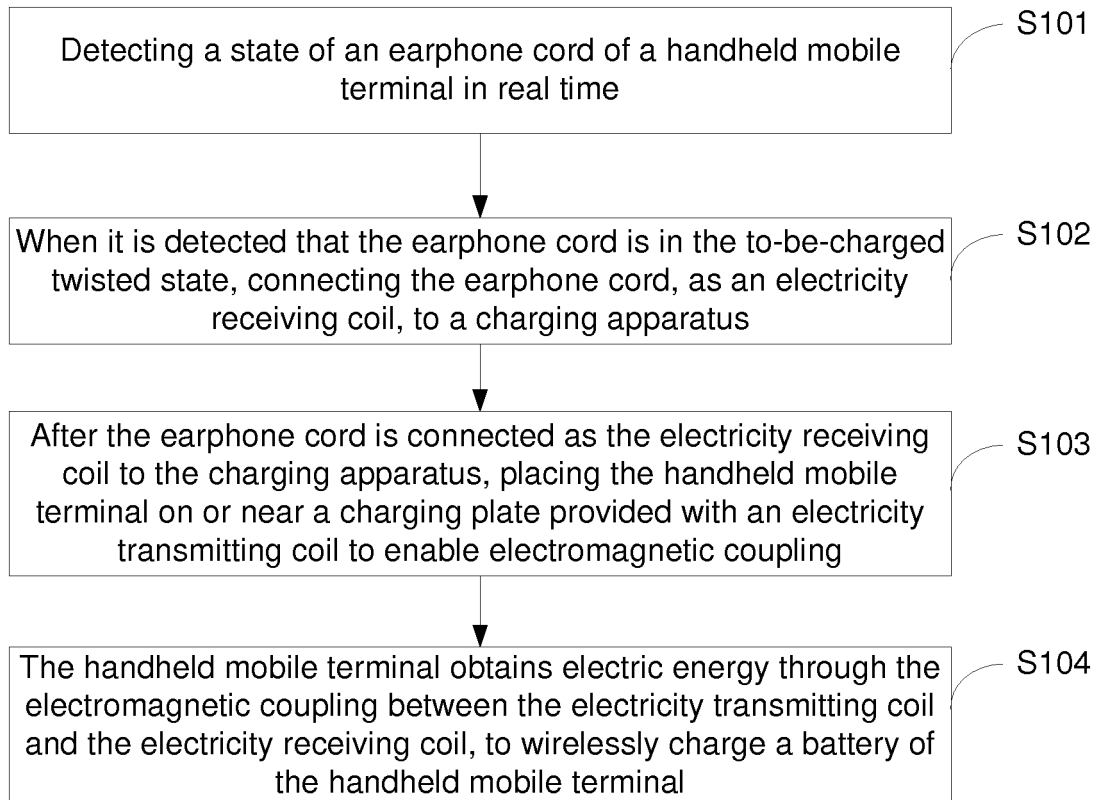 Detecting a state of an earphone cord of a handheld mobile
terminal in real time
S101
When it is detected that the earphone cord is in the to-be-charged
twisted state, connecting the earphone cord, as an electricity
receiving coil, to a charging apparatus
S102
After the earphone cord is connected as the electricity receiving
coil to the charging apparatus, placing the handheld mobile
terminal on or near a charging plate provided with an electricity
transmitting coil to enable electromagnetic coupling
S103
The handheld mobile terminal obtains electric energy through the
electromagnetic coupling between the electricity transmitting coil
and the electricity receiving coil, to wirelessly charge a battery of
the handheld mobile terminal
S104